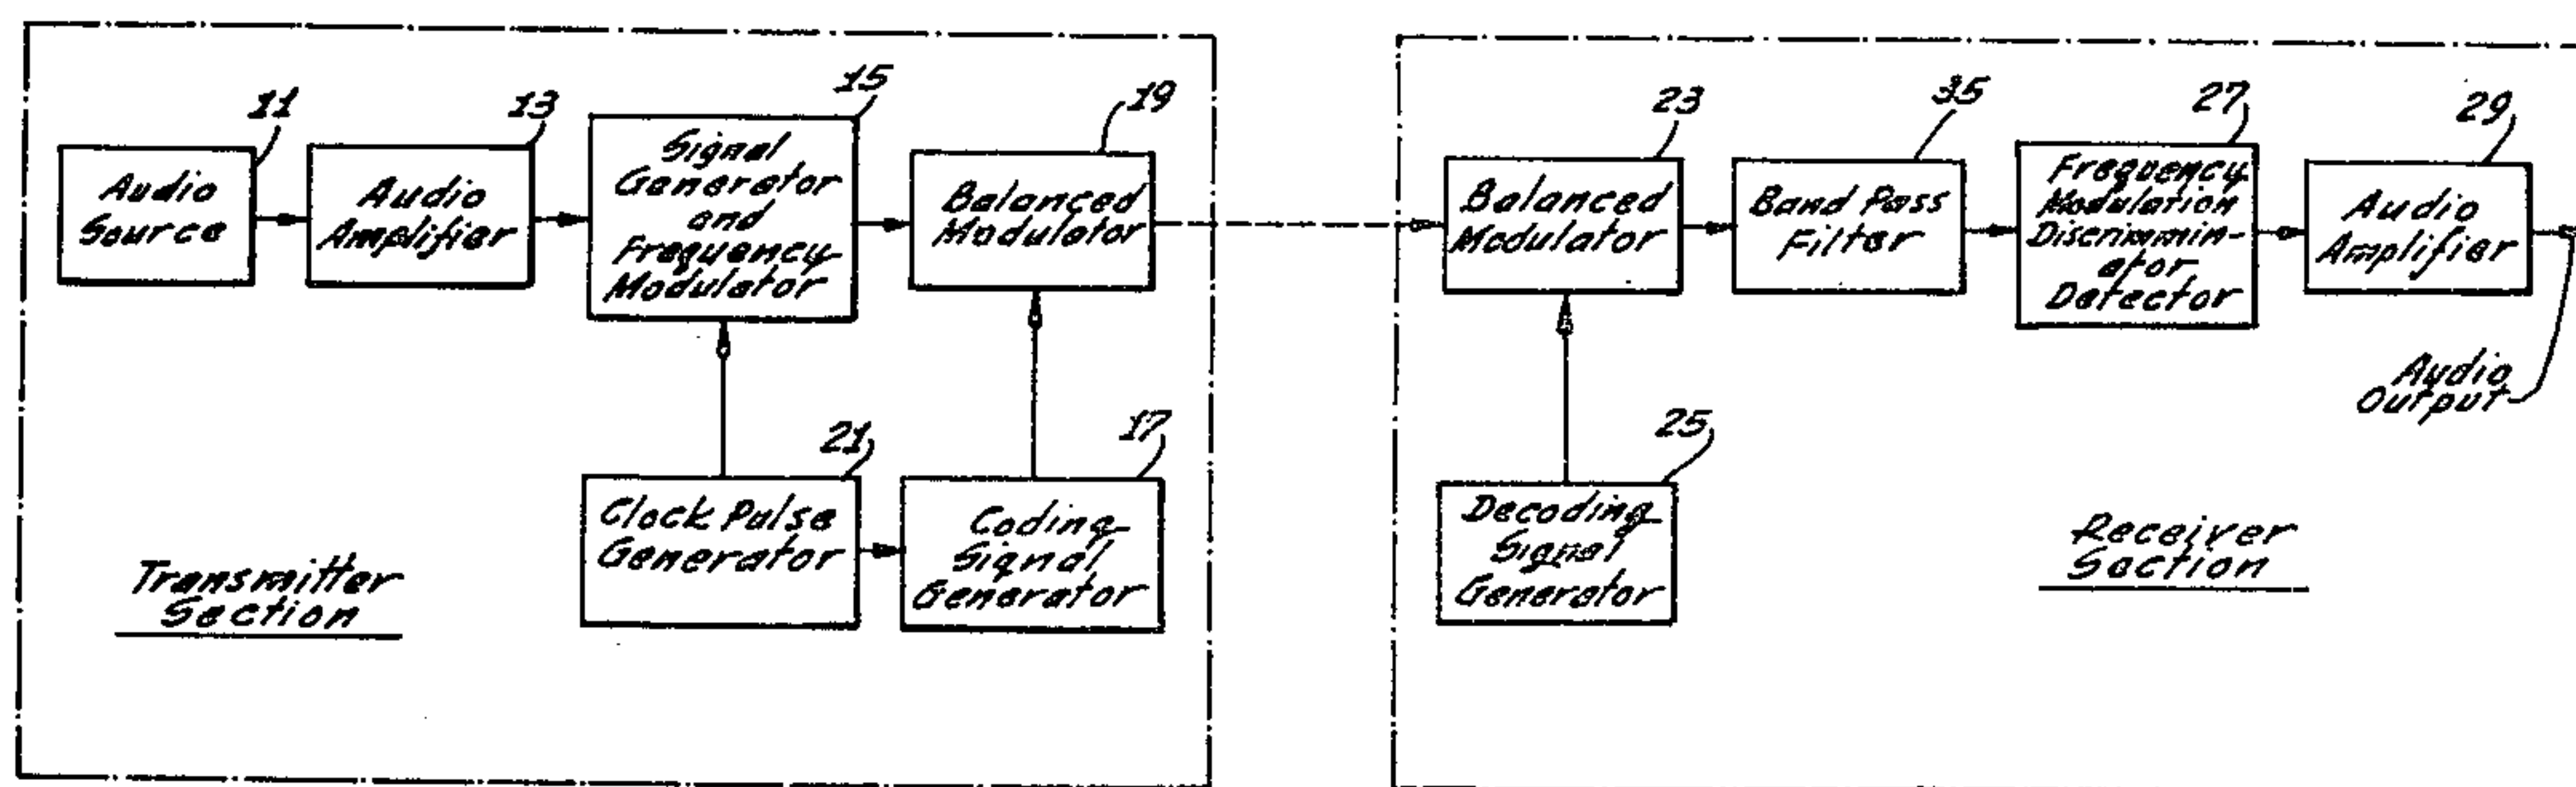 11
Audio
Source
13
Audio
Amplifier
15
Signal
Generator
and
Frequency
Modulator
19
Balanced
Modulator
21
Clock Pulse
Generator
17
Coding
Signal
Generator
Transmitter
Section
23
Balanced
Modulator
35
Band Pass
Filter
27
Frequency
Modulation
Discrimmin-
ator
Detector
29
Audio
Amplifier
Audio
Output
25
Decoding
Signal
Generator
Receiver
Section